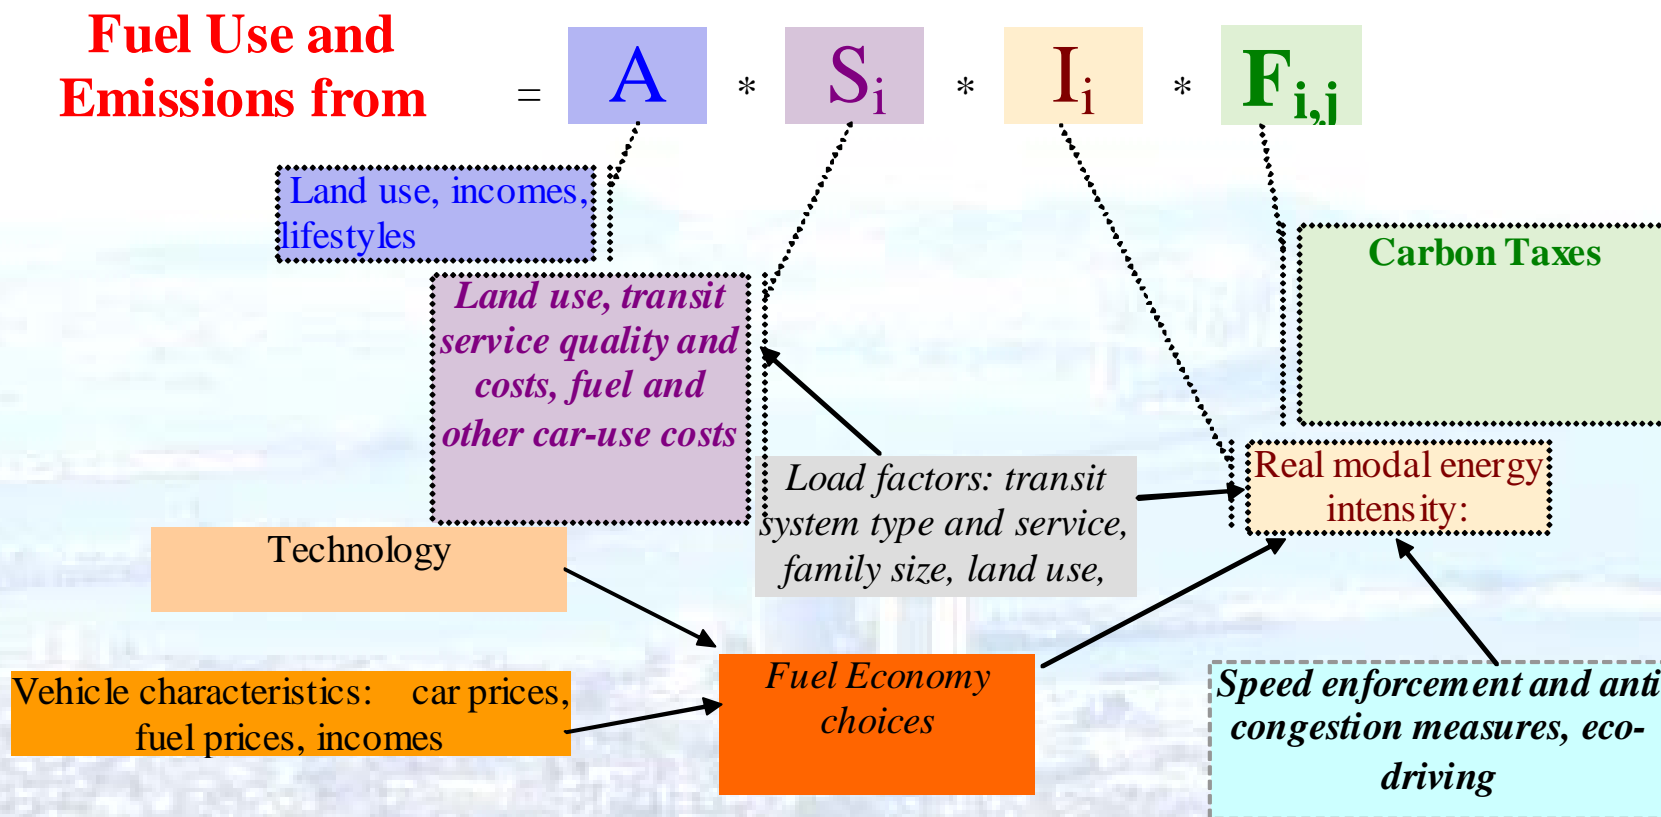 Fuel Use and
Emissions from
= A * Si * Ii * Fi,j
Land use, incomes,
lifestyles
Carbon Taxes
Land use, transit
service quality and
costs, fuel and
other car-use costs
Load factors: transit
system type and service,
family size, land use,
Real modal energy
intensity:
Technology
Vehicle characteristics: car prices,
fuel prices, incomes
Fuel Economy
choices
Speed enforcement and anti
congestion measures, eco-
driving